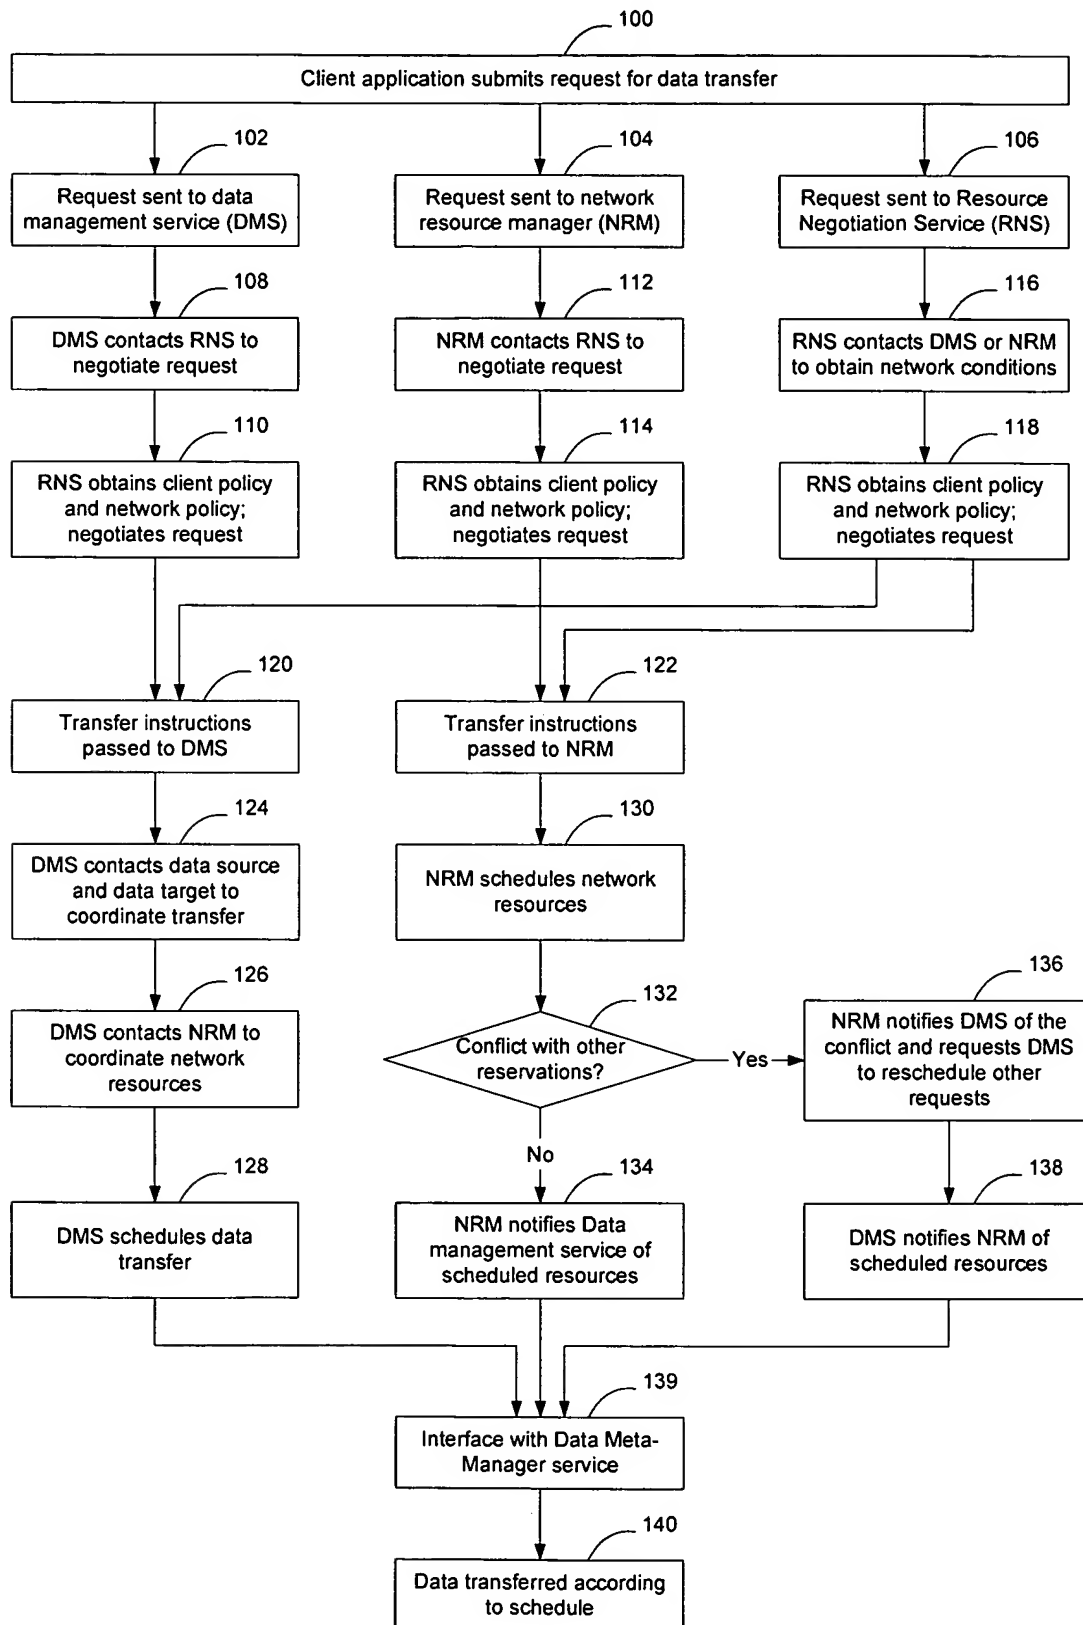 100
Client application submits request for data transfer
102
104
106
Request sent to data
management service (DMS)
Request sent to network
resource manager (NRM)
Request sent to Resource
Negotiation Service (RNS)
108
112
116
DMS contacts RNS to
negotiate request
NRM contacts RNS to
negotiate request
RNS contacts DMS or NRM
to obtain network conditions
110
114
118
RNS obtains client policy
and network policy;
negotiates request
RNS obtains client policy
and network policy;
negotiates request
RNS obtains client policy
and network policy;
negotiates request
120
122
Transfer instructions
passed to DMS
Transfer instructions
passed to NRM
124
130
DMS contacts data source
and data target to
coordinate transfer
NRM schedules network
resources
126
132
136
DMS contacts NRM to
coordinate network
resources
Conflict with other
reservations?
Yes
NRM notifies DMS of the
conflict and requests DMS
to reschedule other
requests
No
128
134
138
DMS schedules data
transfer
NRM notifies Data
management service of
scheduled resources
DMS notifies NRM of
scheduled resources
139
Interface with Data Meta-
Manager service
140
Data transferred according
to schedule